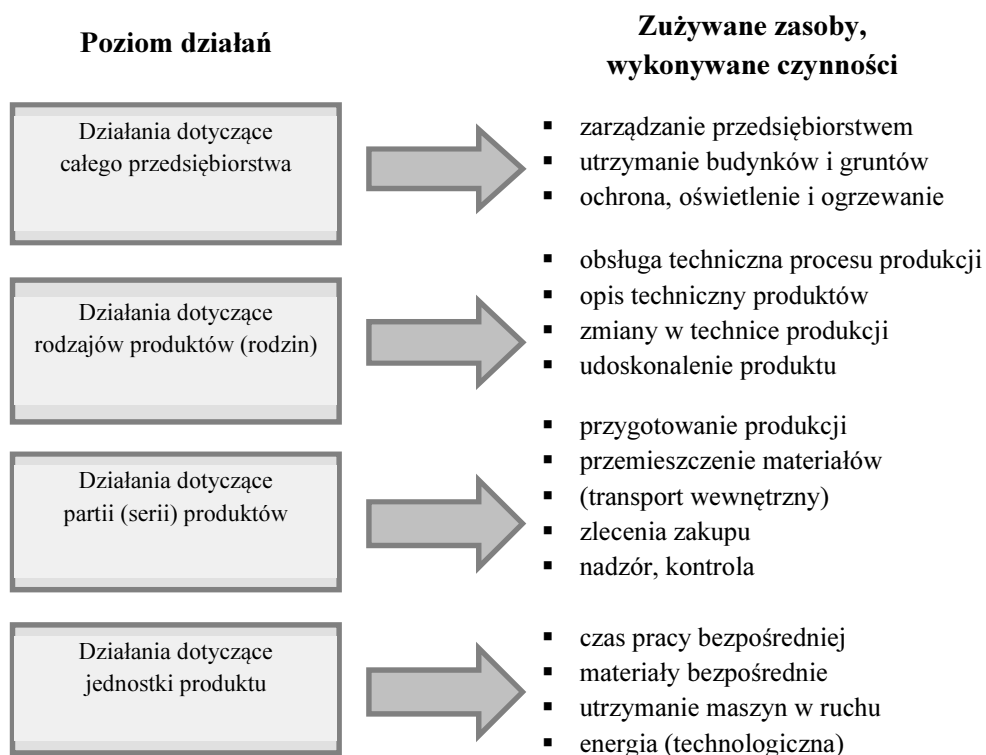 Poziom działań
Zużywane zasoby,
wykonywane czynności
Działania dotyczące
całego przedsiębiorstwa
▪ zarządzanie przedsiębiorstwem
▪ utrzymanie budynków i gruntów
▪ ochrona, oświetlenie i ogrzewanie
Działania dotyczące
rodzajów produktów (rodzin)
▪ obsługa techniczna procesu produkcji
▪ opis techniczny produktów
▪ zmiany w technice produkcji
▪ udoskonalenie produktu
Działania dotyczące
partii (serii) produktów
▪ przygotowanie produkcji
▪ przemieszczenie materiałów
▪ (transport wewnętrzny)
▪ zlecenia zakupu
▪ nadzór, kontrola
Działania dotyczące
jednostki produktu
▪ czas pracy bezpośredniej
▪ materiały bezpośrednie
▪ utrzymanie maszyn w ruchu
▪ energia (technologiczna)